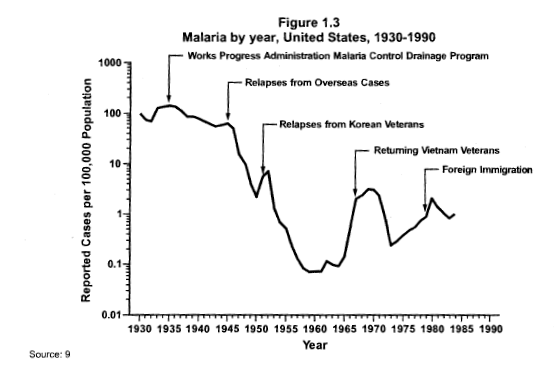 Figure 1.3
Malaria by year, United States, 1930-1990
Works Progress Administration Malaria Control Drainage Program
Relapses from Overseas Cases
Relapses from Korean Veterans
Returning Vietnam Veterans
Foreign Immigration
Reported Cases per 100,000 Population
1000
100
10
1
0.1
0.01
1930 1935 1940 1945 1950 1955 1960 1965 1970 1975 1980 1985 1990
Year
Source: 9